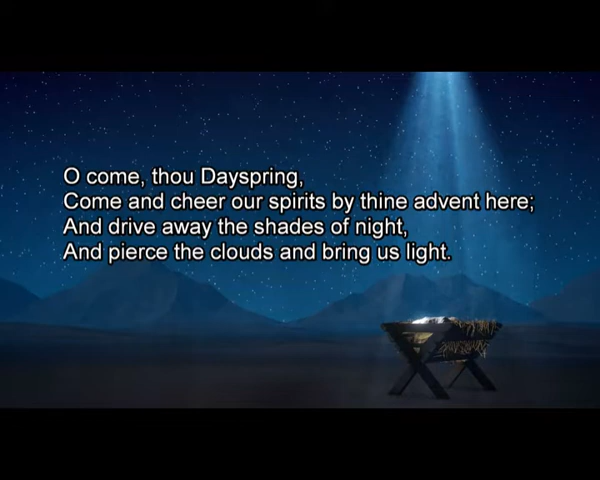 O come, thou Dayspring,
Come and cheer our spirits by thine advent here;
And drive away the shades of night,
And pierce the clouds and bring us light.